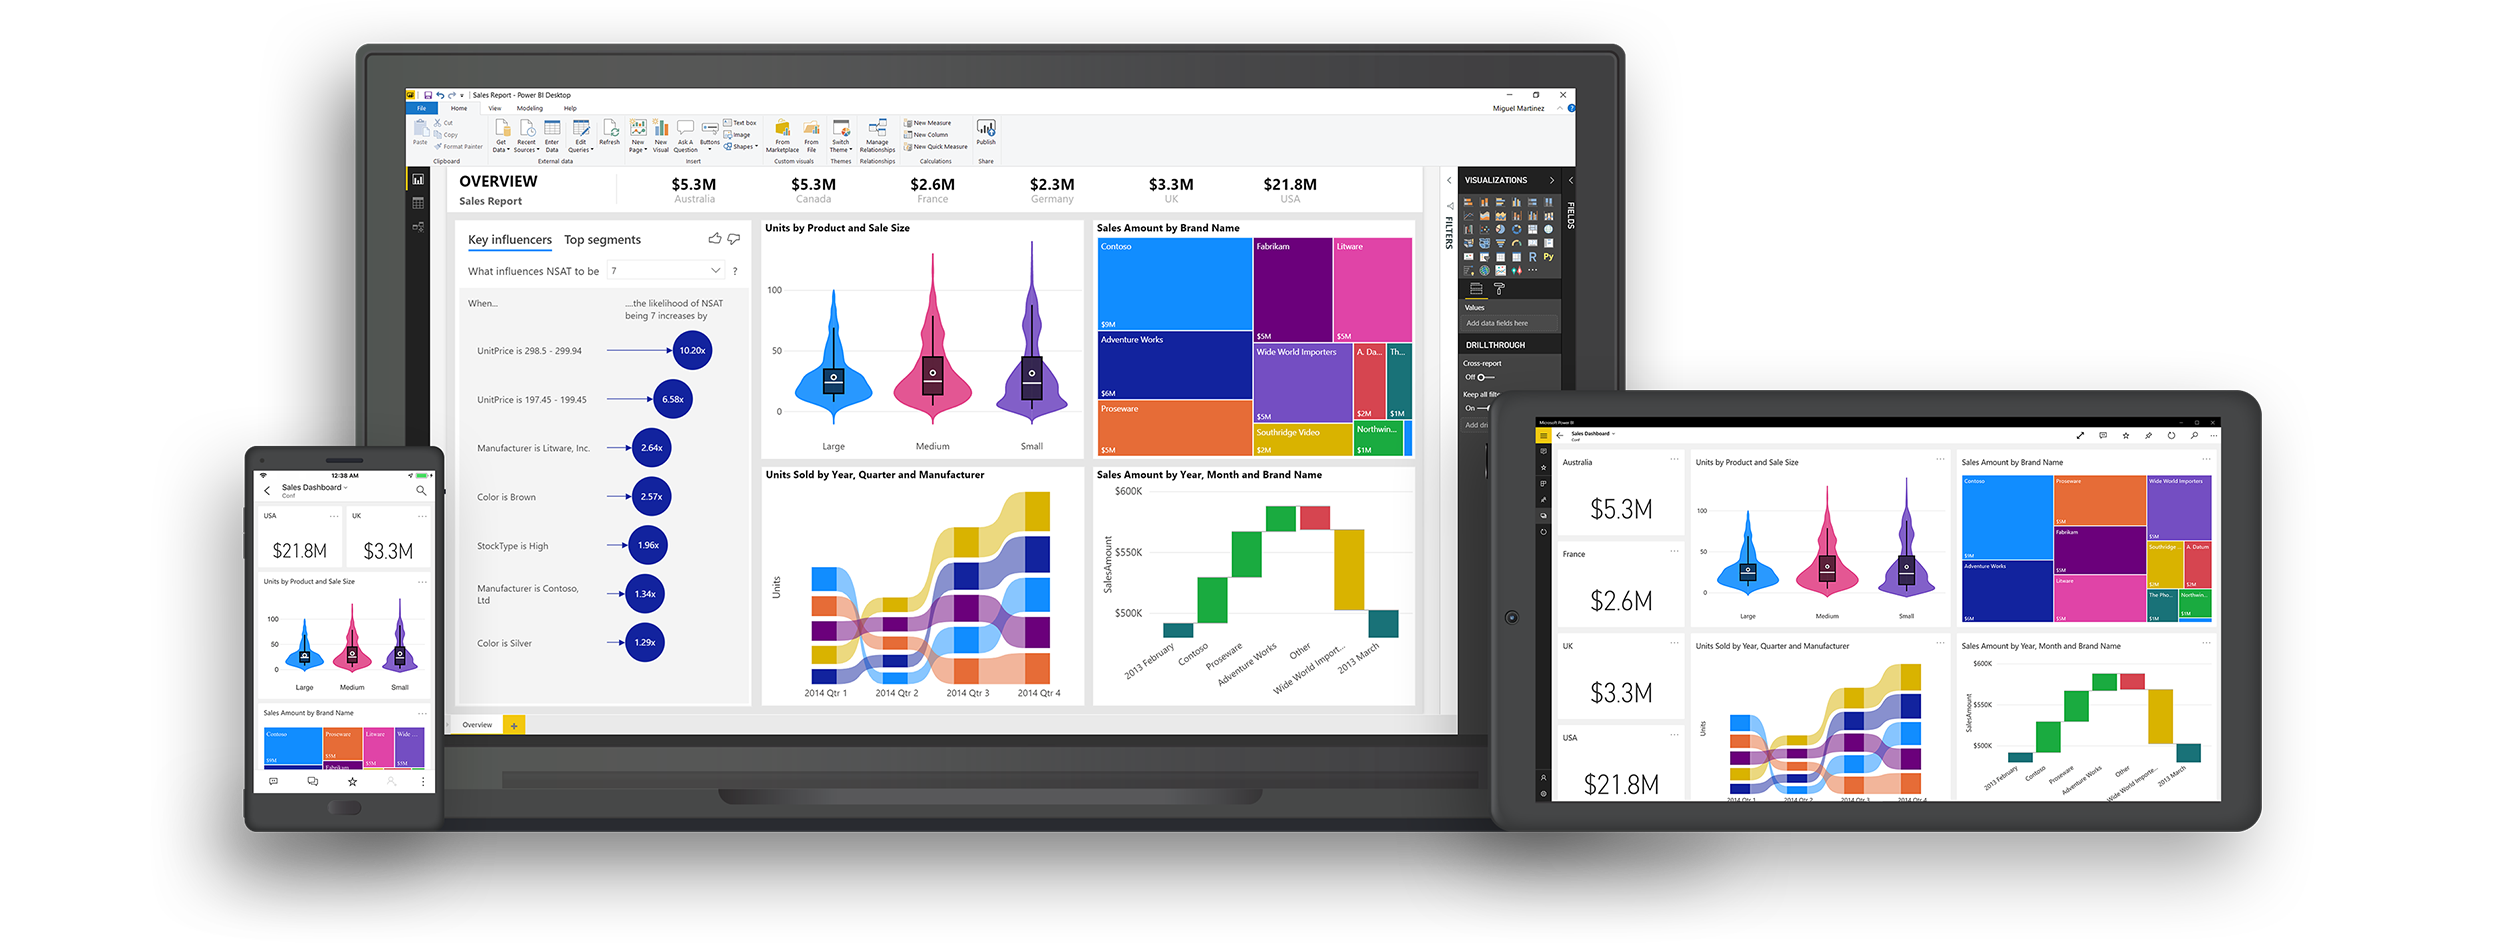 Sales Report - Power BI Desktop
File Home View Modeling Help
Miguel Martinez
Paste
Cut
Copy
Format Painter
Clipboard
Get Data
Recent Sources
Enter Data
Edit Queries
Refresh
External data
New Page
New Visual
Ask A Question
Buttons
Text box
Image
Shapes
Insert
From Marketplace
From File
Custom visuals
Switch Theme
Themes
Manage Relationships
Relationships
New Measure
New Column
New Quick Measure
Calculations
Publish
Share
OVERVIEW
Sales Report
$5.3M
Australia
$5.3M
Canada
$2.6M
France
$2.3M
Germany
$3.3M
UK
$21.8M
USA
Key influencers Top segments
What influences NSAT to be 7 ?
When...
...the likelihood of NSAT
being 7 increases by
UnitPrice is 298.5 - 299.94 10.20x
UnitPrice is 197.45 - 199.45 6.58x
Manufacturer is Litware, Inc. 2.64x
Color is Brown 2.57x
StockType is High 1.96x
Manufacturer is Contoso,
Ltd
1.34x
Color is Silver 1.29x
Units by Product and Sale Size
100
50
0
Large Medium Small
Sales Amount by Brand Name
Contoso
$9M
Adventure Works
$6M
Proseware
$5M
Fabrikam
$5M
Litware
$5M
Wide World Importers
$5M
Southridge Video
$2M
A. Da...
$2M
Th...
$1M
Northwin...
$1M
Units Sold by Year, Quarter and Manufacturer
Units
2014 Qtr 1 2014 Qtr 2 2014 Qtr 3 2014 Qtr 4
Sales Amount by Year, Month and Brand Name
SalesAmount
$600K
$550K
$500K
2013 February
Contoso
Proseware
Adventure Works
Other
Wide World Import...
2013 March
Overview +
FILTERS
VISUALIZATIONS
FIELDS
R Py
Values
Add data fields here
DRILLTHROUGH
Cross-report
Off
Keep all filte
On
Add dri
12:38 AM
Sales Dashboard
Conf
USA
$21.8M
UK
$3.3M
Units by Product and Sale Size
100
50
0
Large Medium Small
Sales Amount by Brand Name
Contoso
$9M
Proseware
$5M
Fabrikam
Litware
$5M
Wide ...
$5M
Microsoft Power BI
Sales Dashboard
Conf
Australia
$5.3M
France
$2.6M
UK
$3.3M
USA
$21.8M
Units by Product and Sale Size
100
50
0
Large Medium Small
Sales Amount by Brand Name
Contoso
$9M
Adventure Works
$6M
Proseware
$5M
Fabrikam
$5M
Litware
$5M
Wide World Importers
$5M
Southridge ...
$2M
A. Datum
$2M
The Pho...
$1M
Northwin...
$1M
Units Sold by Year, Quarter and Manufacturer
Units
2014 Qtr 1 2014 Qtr 2 2014 Qtr 3 2014 Qtr 4
Sales Amount by Year, Month and Brand Name
SalesAmount
$600K
$550K
$500K
2013 February
Contoso
Proseware
Adventure Works
Other
Wide World Importe...
2013 March